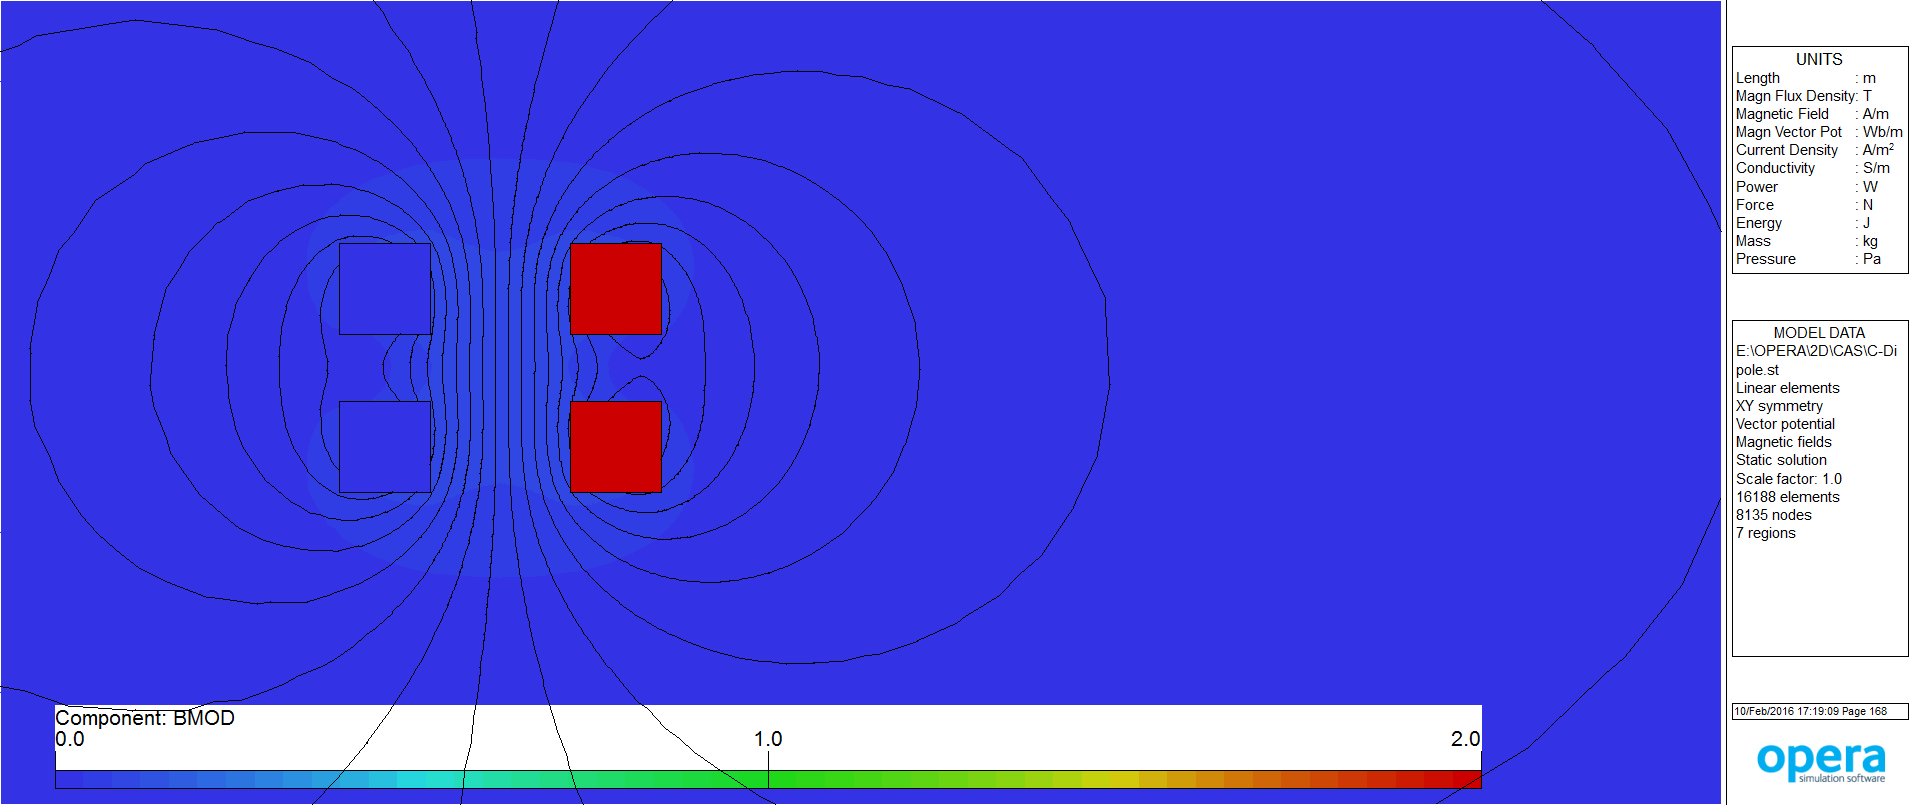 UNITS
Length : m
Magn Flux Density: T
Magnetic Field : A/m
Magn Vector Pot : Wb/m
Current Density : A/m²
Conductivity : S/m
Power : W
Force : N
Energy : J
Mass : kg
Pressure : Pa
MODEL DATA
E:\OPERA\2D\CAS\C-Di
pole.st
Linear elements
XY symmetry
Vector potential
Magnetic fields
Static solution
Scale factor: 1.0
16188 elements
8135 nodes
7 regions
Component: BMOD
0.0 1.0 2.0
10/Feb/2016 17:19:09 Page 168
opera
simulation software